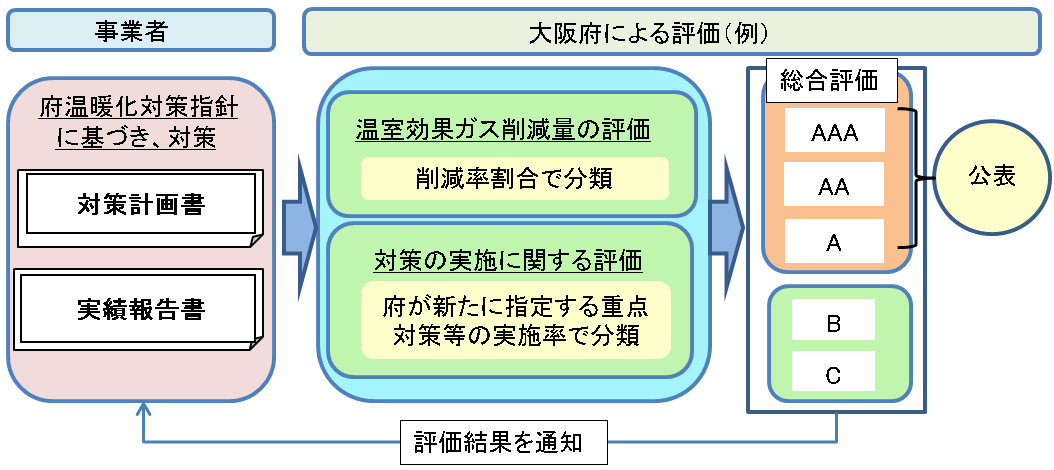 事業者
大阪府による評価（例）
府温暖化対策指針
に基づき、対策
対策計画書
実績報告書
温室効果ガス削減量の評価
削減率割合で分類
対策の実施に関する評価
府が新たに指定する重点
対策等の実施率で分類
総合評価
AAA
AA
A
B
C
公表
評価結果を通知